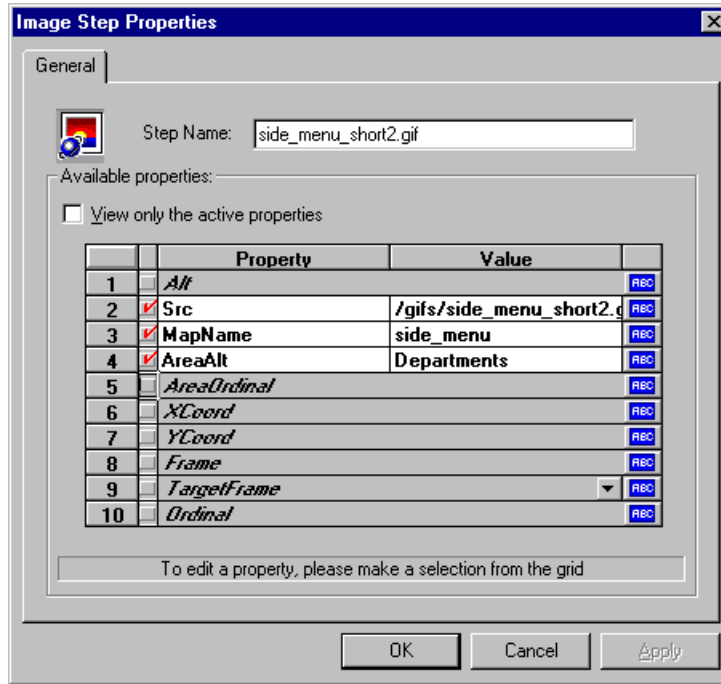 Image Step Properties
General
Step Name: side_menu_short2.gif
Available properties:
View only the active properties
Property Value
1 Alt ABC
2 Src /gifs/side_menu_short2.g ABC
3 MapName side_menu ABC
4 AreaAlt Departments ABC
5 AreaOrdinal ABC
6 XCoord ABC
7 YCoord ABC
8 Frame ABC
9 TargetFrame ABC
10 Ordinal ABC
To edit a property, please make a selection from the grid
OK Cancel Apply